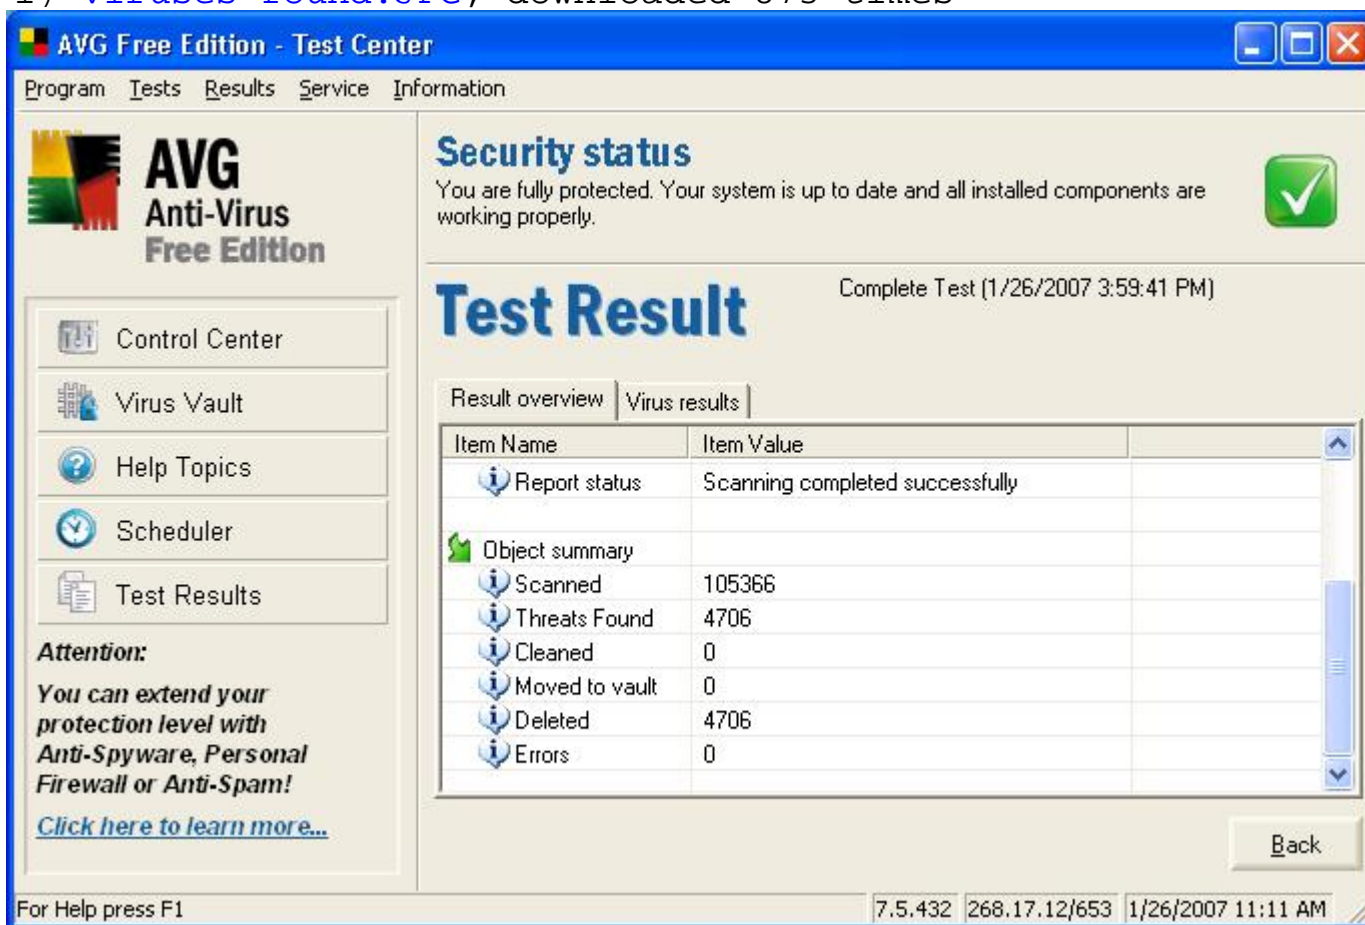 AVG Free Edition - Test Center
Program Tests Results Service Information
AVG
Anti-Virus
Free Edition
Control Center
Virus Vault
Help Topics
Scheduler
Test Results
Attention:
You can extend your
protection level with
Anti-Spyware, Personal
Firewall or Anti-Spam!
Click here to learn more...
Security status
You are fully protected. Your system is up to date and all installed components are
working properly.
Test Result
Complete Test (1/26/2007 3:59:41 PM)
Result overview Virus results
Item Name Item Value
Report status Scanning completed successfully
Object summary
Scanned 105366
Threats Found 4706
Cleaned 0
Moved to vault 0
Deleted 4706
Errors 0
Back
For Help press F1 7.5.432 268.17.12/653 1/26/2007 11:11 AM